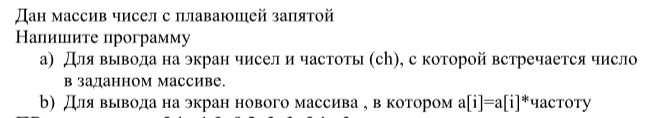 Дан массив чисел с плавающей запятой
Напишите программу
a) Для вывода на экран чисел и частоты (ch), с которой встречается число
в заданном массиве.
b) Для вывода на экран нового массива , в котором a[i]=a[i]*частоту